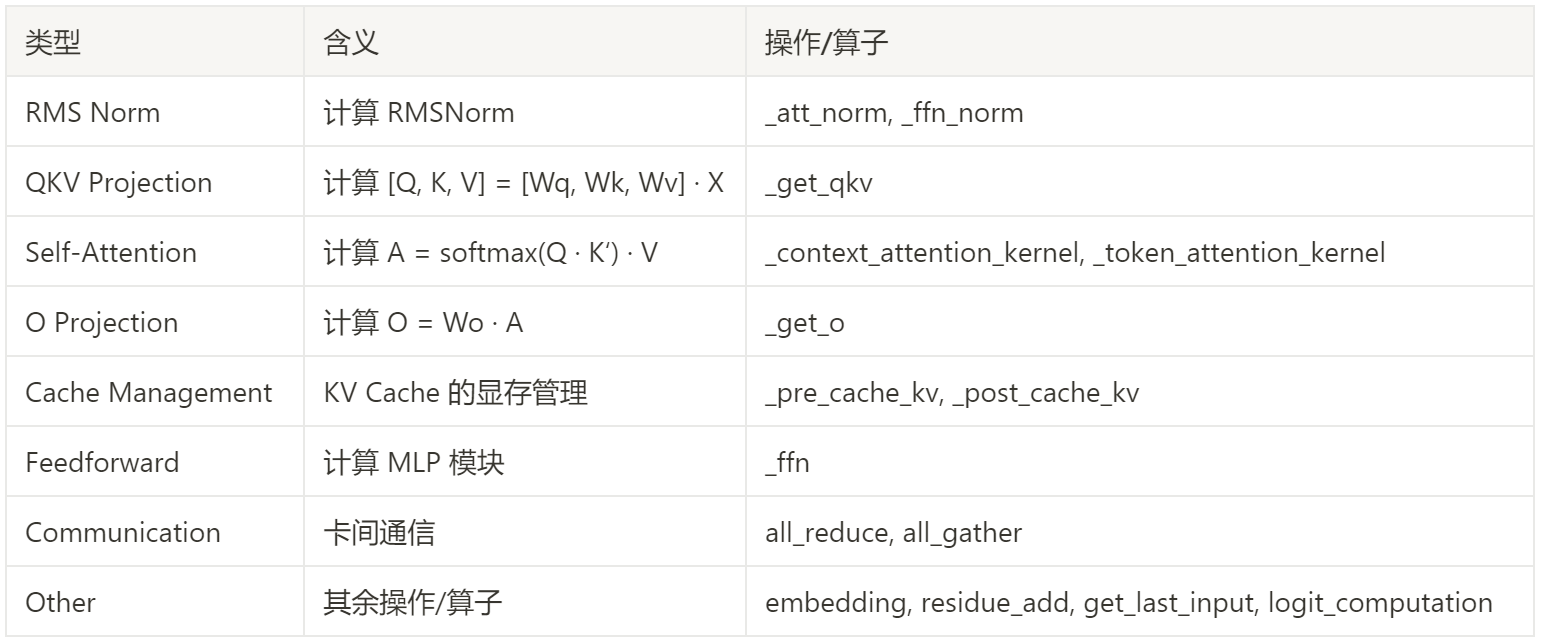 类型 含义 操作/算子
RMS Norm 计算 RMSNorm _att_norm, _ffn_norm
QKV Projection 计算 [Q, K, V] = [Wq, Wk, Wv] · X _get_qkv
Self-Attention 计算 A = softmax(Q · K‘) · V _context_attention_kernel, _token_attention_kernel
O Projection 计算 O = Wo · A _get_o
Cache Management KV Cache 的显存管理 _pre_cache_kv, _post_cache_kv
Feedforward 计算 MLP 模块 _ffn
Communication 卡间通信 all_reduce, all_gather
Other 其余操作/算子 embedding, residue_add, get_last_input, logit_computation